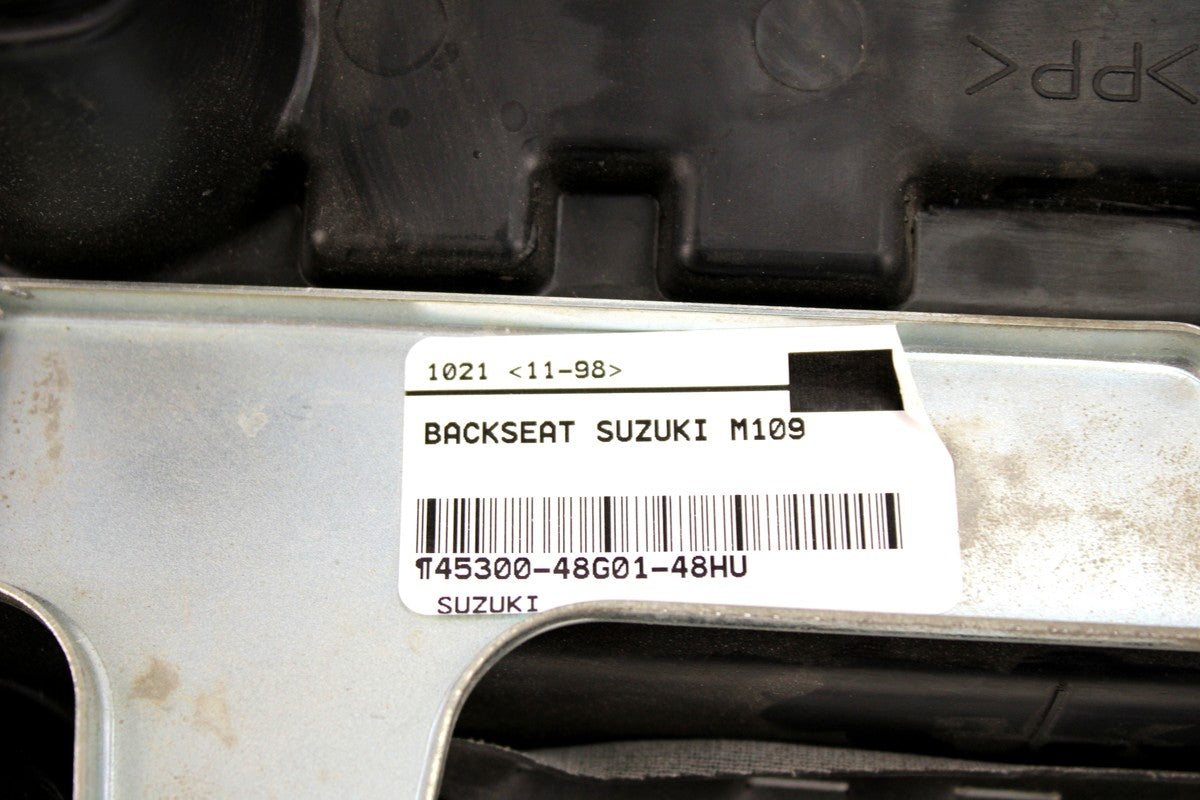 >PP<
1021 <11-98>
BACKSEAT SUZUKI M109
¶45300-48G01-48HU
SUZUKI